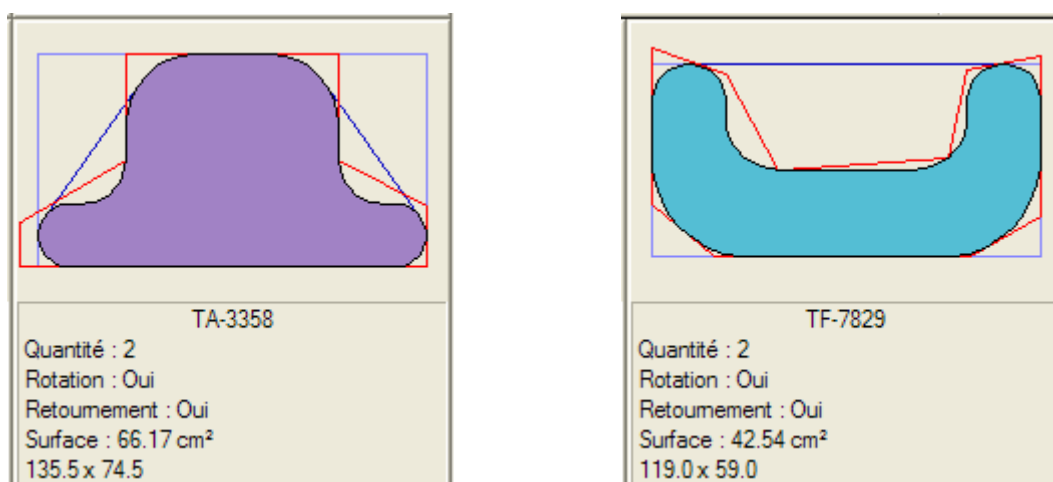 TA-3358
Quantité : 2
Rotation : Oui
Retournement : Oui
Surface : 66.17 cm²
135.5 x 74.5
TF-7829
Quantité : 2
Rotation : Oui
Retournement : Oui
Surface : 42.54 cm²
119.0 x 59.0